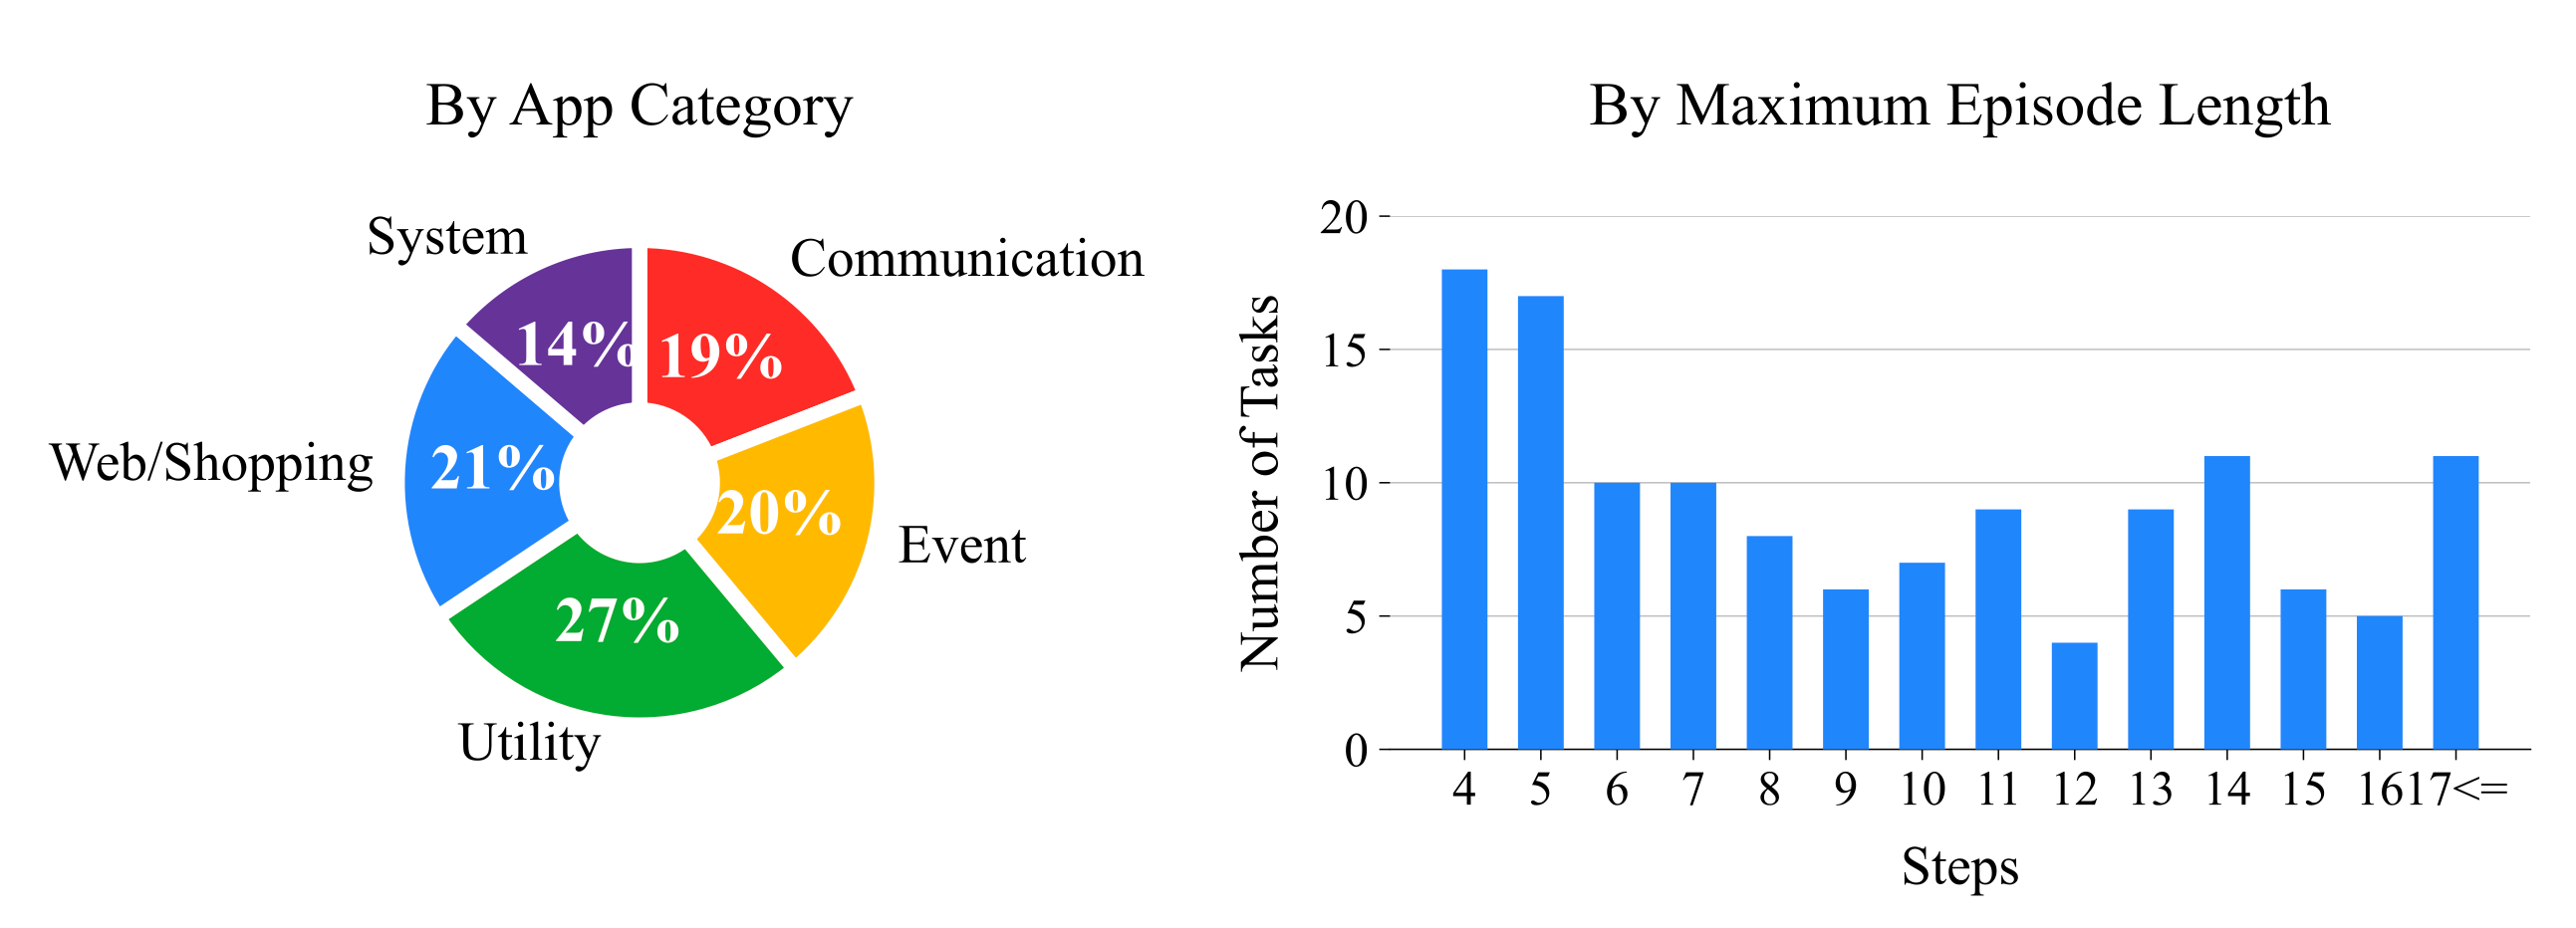 By App Category
System
Communication
14%
19%
Web/Shopping
21%
20%
Event
27%
Utility
By Maximum Episode Length
Number of Tasks
20
15
10
5
0
4 5 6 7 8 9 10 11 12 13 14 15 16 17<=
Steps